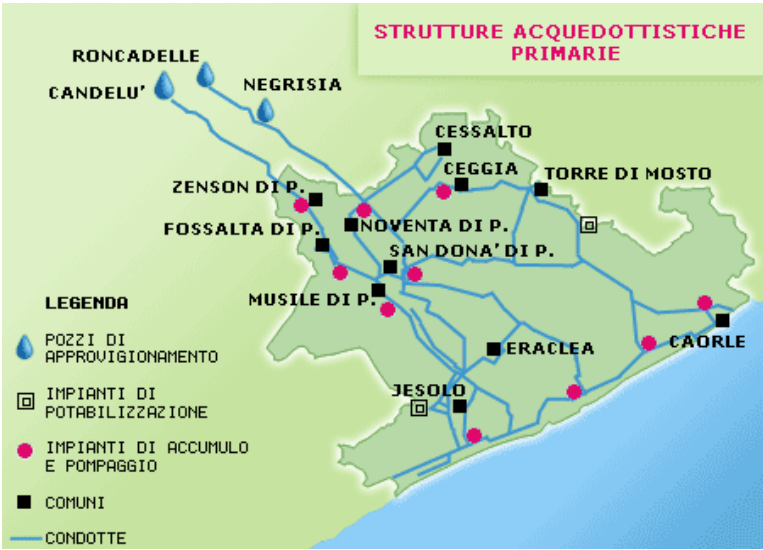 STRUTTURE ACQUEDOTTISTICHE
PRIMARIE
RONCADELLE
CANDELU'
NEGRISIA
CESSALTO
CEGGIA
TORRE DI MOSTO
ZENSON DI P.
NOVENTA DI P.
FOSSALTA DI P.
SAN DONA' DI P.
MUSILE DI P.
ERACLEA
CAORLE
JESOLO
LEGENDA
POZZI DI
APPROVIGIONAMENTO
IMPIANTI DI
POTABILIZZAZIONE
IMPIANTI DI ACCUMULO
E POMPAGGIO
COMUNI
CONDOTTE